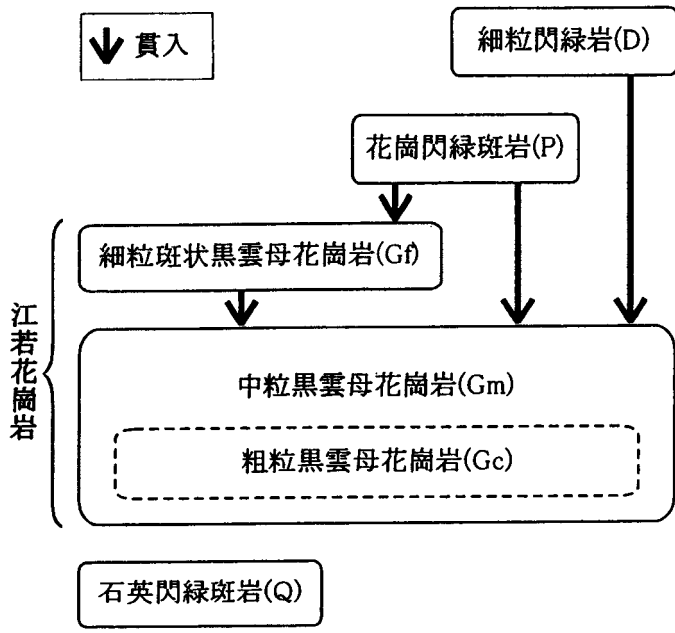 貫入
細粒閃緑岩(D)
花崗閃緑斑岩(P)
細粒斑状黒雲母花崗岩(Gf)
江若花崗岩
中粒黒雲母花崗岩(Gm)
粗粒黒雲母花崗岩(Gc)
石英閃緑斑岩(Q)